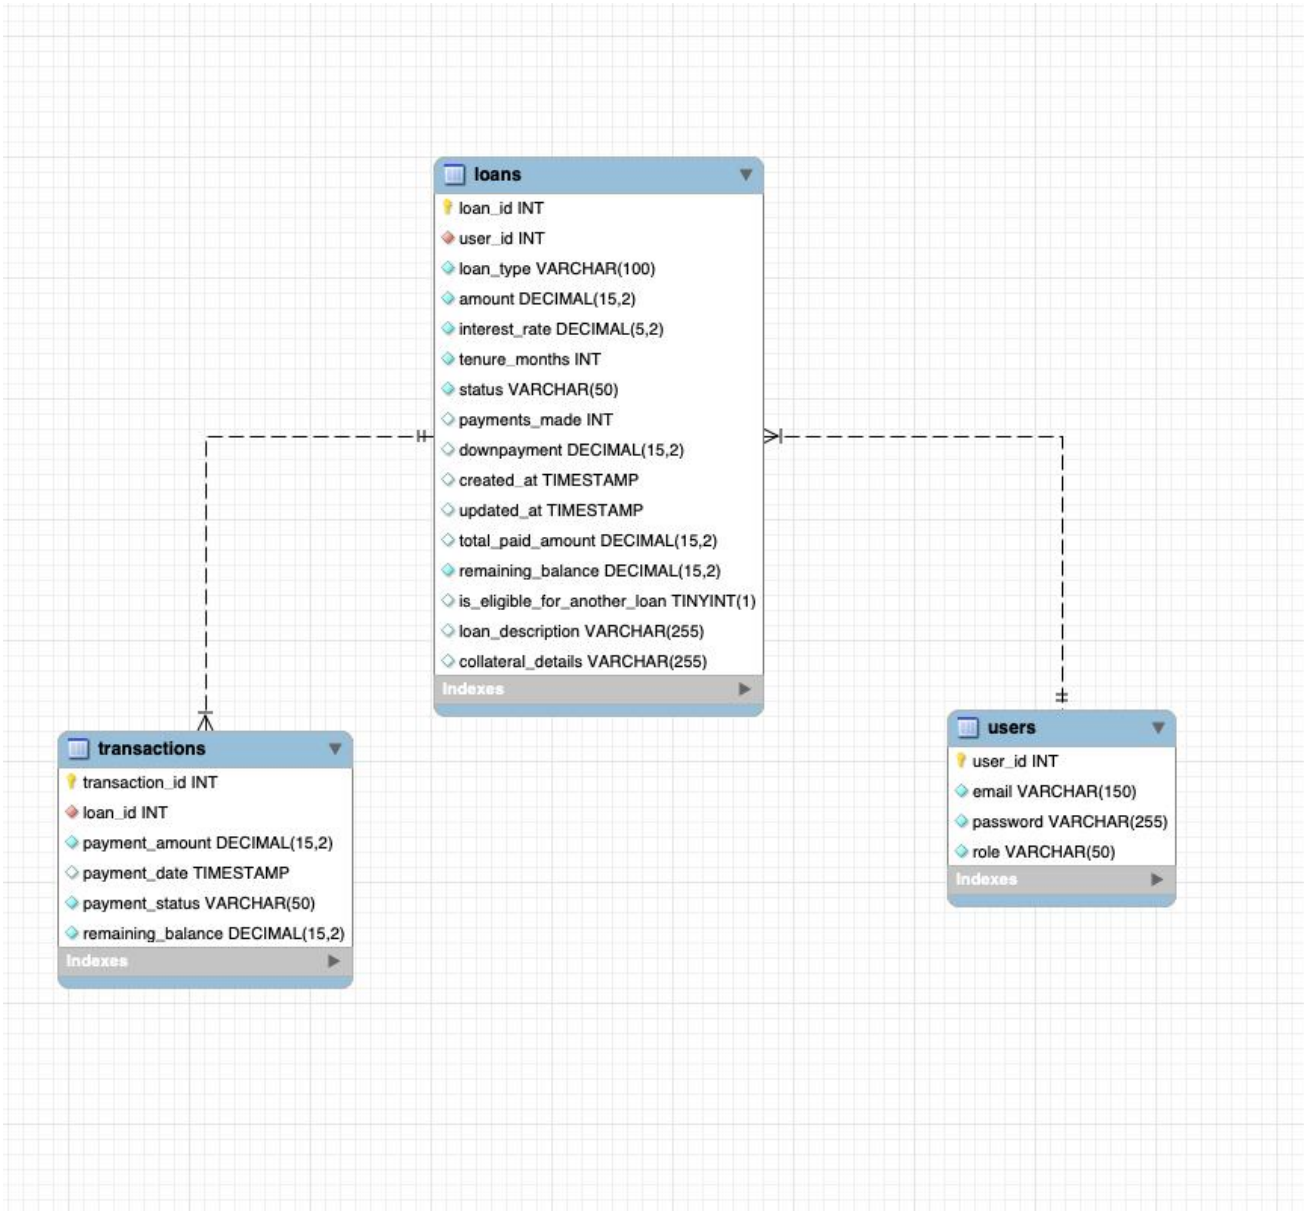 loans
loan_id INT
user_id INT
loan_type VARCHAR(100)
amount DECIMAL(15,2)
interest_rate DECIMAL(5,2)
tenure_months INT
status VARCHAR(50)
payments_made INT
downpayment DECIMAL(15,2)
created_at TIMESTAMP
updated_at TIMESTAMP
total_paid_amount DECIMAL(15,2)
remaining_balance DECIMAL(15,2)
is_eligible_for_another_loan TINYINT(1)
loan_description VARCHAR(255)
collateral_details VARCHAR(255)
Indexes
transactions
transaction_id INT
loan_id INT
payment_amount DECIMAL(15,2)
payment_date TIMESTAMP
payment_status VARCHAR(50)
remaining_balance DECIMAL(15,2)
Indexes
users
user_id INT
email VARCHAR(150)
password VARCHAR(255)
role VARCHAR(50)
Indexes